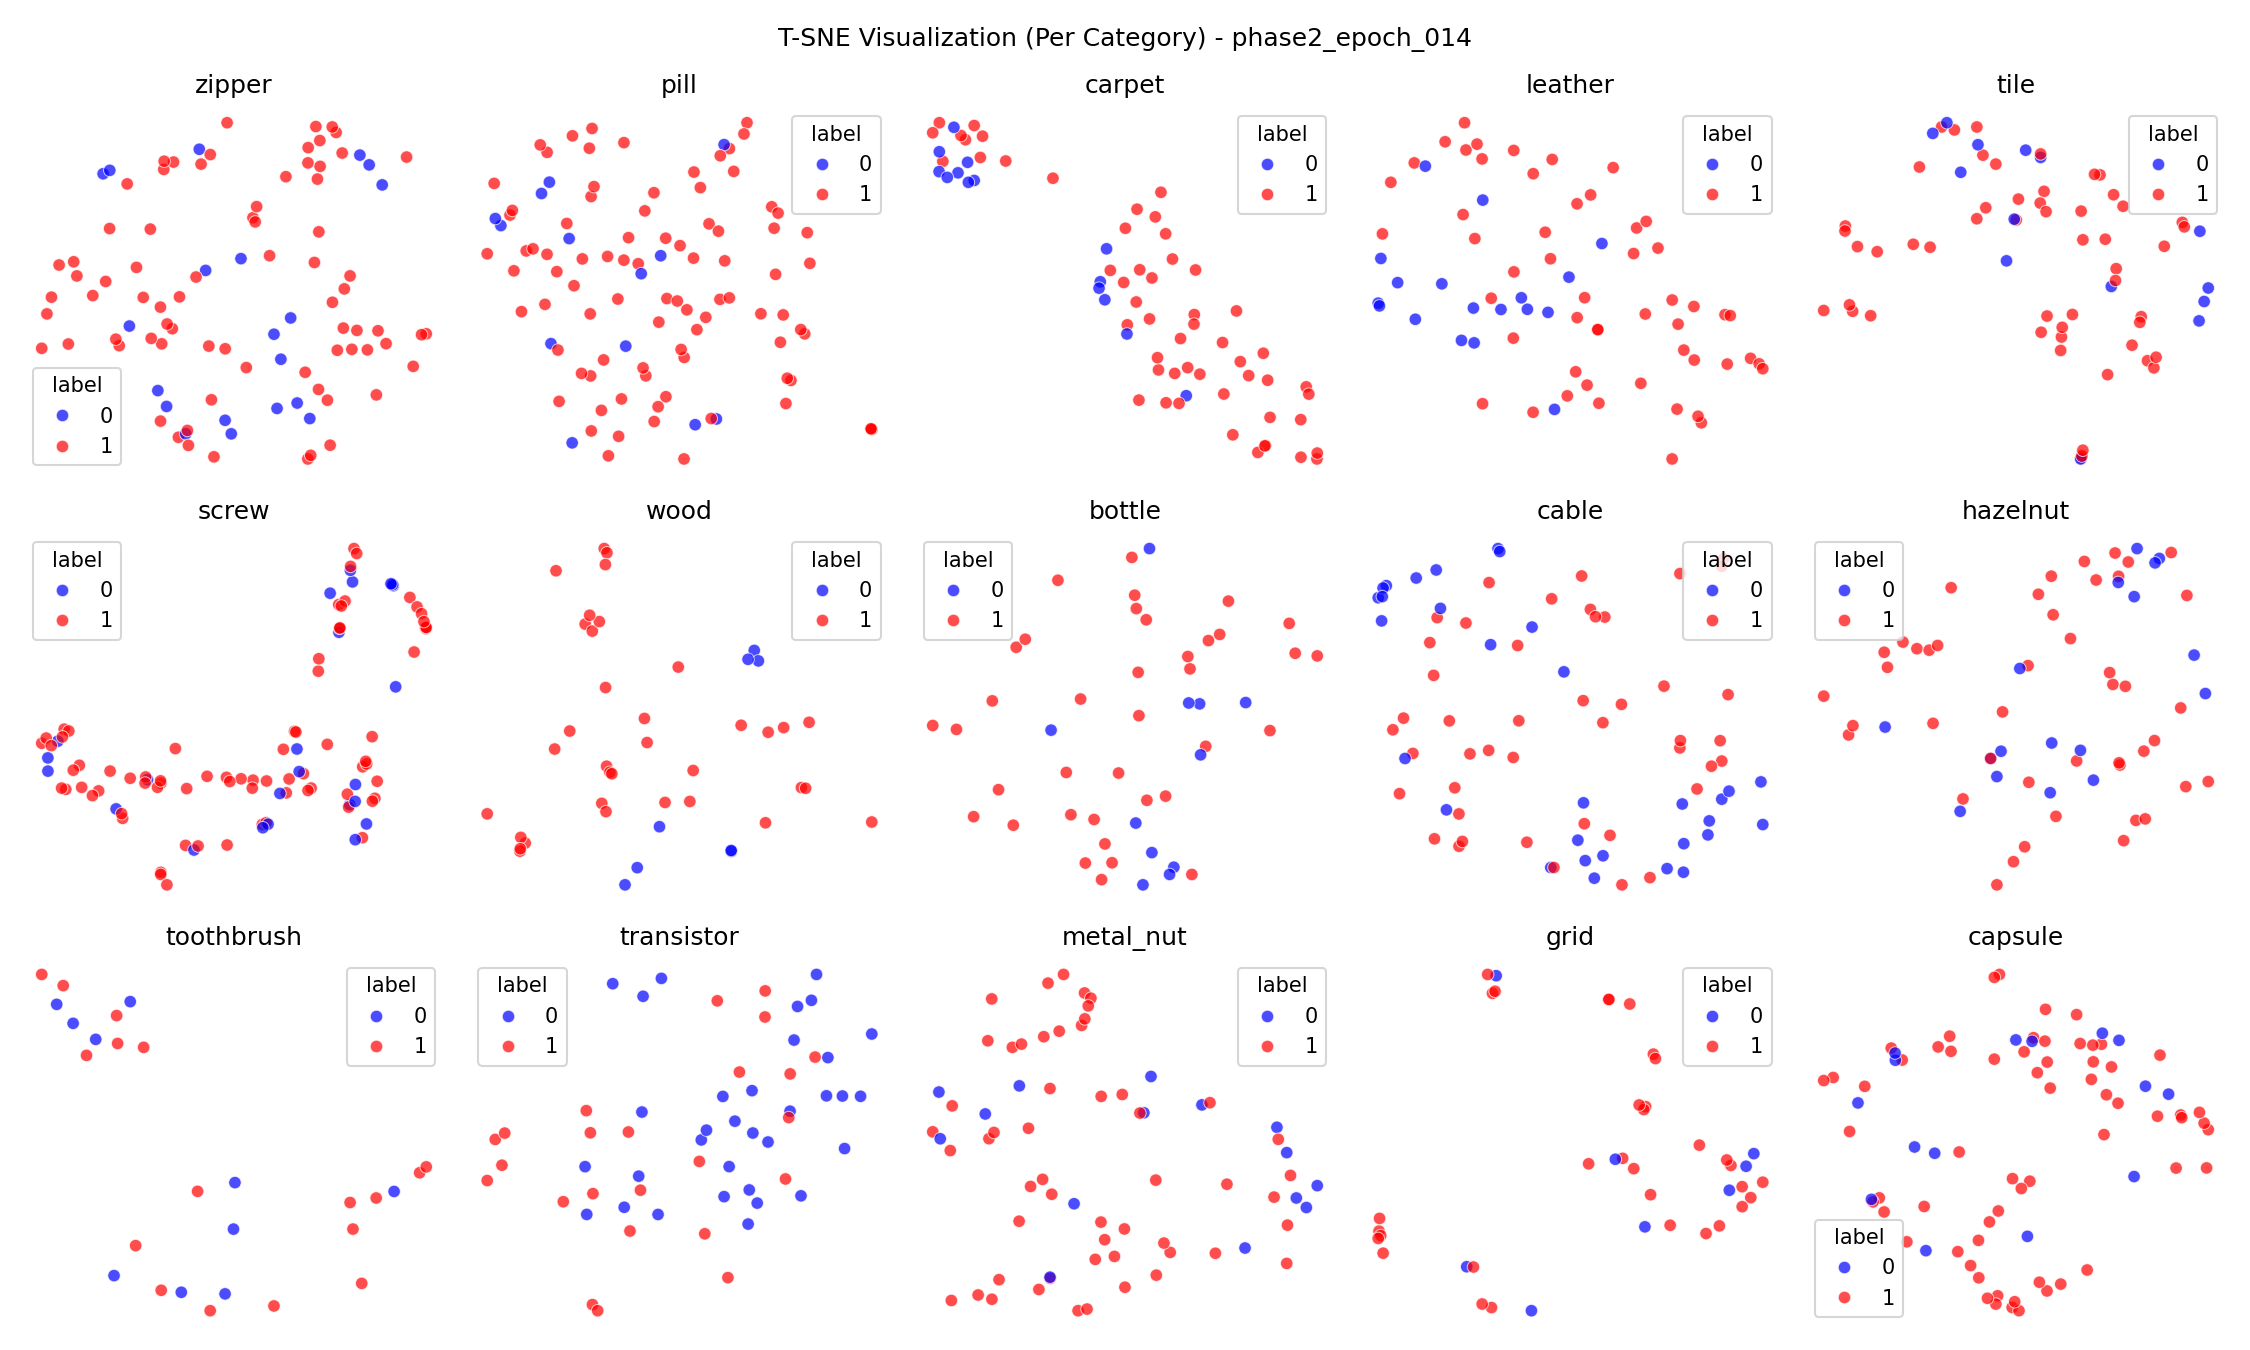 T-SNE Visualization (Per Category) - phase2_epoch_014
zipper
label
0
1
pill
label
0
1
carpet
label
0
1
leather
label
0
1
tile
label
0
1
screw
label
0
1
wood
label
0
1
bottle
label
0
1
cable
label
0
1
hazelnut
label
0
1
toothbrush
label
0
1
transistor
label
0
1
metal_nut
label
0
1
grid
label
0
1
capsule
label
0
1